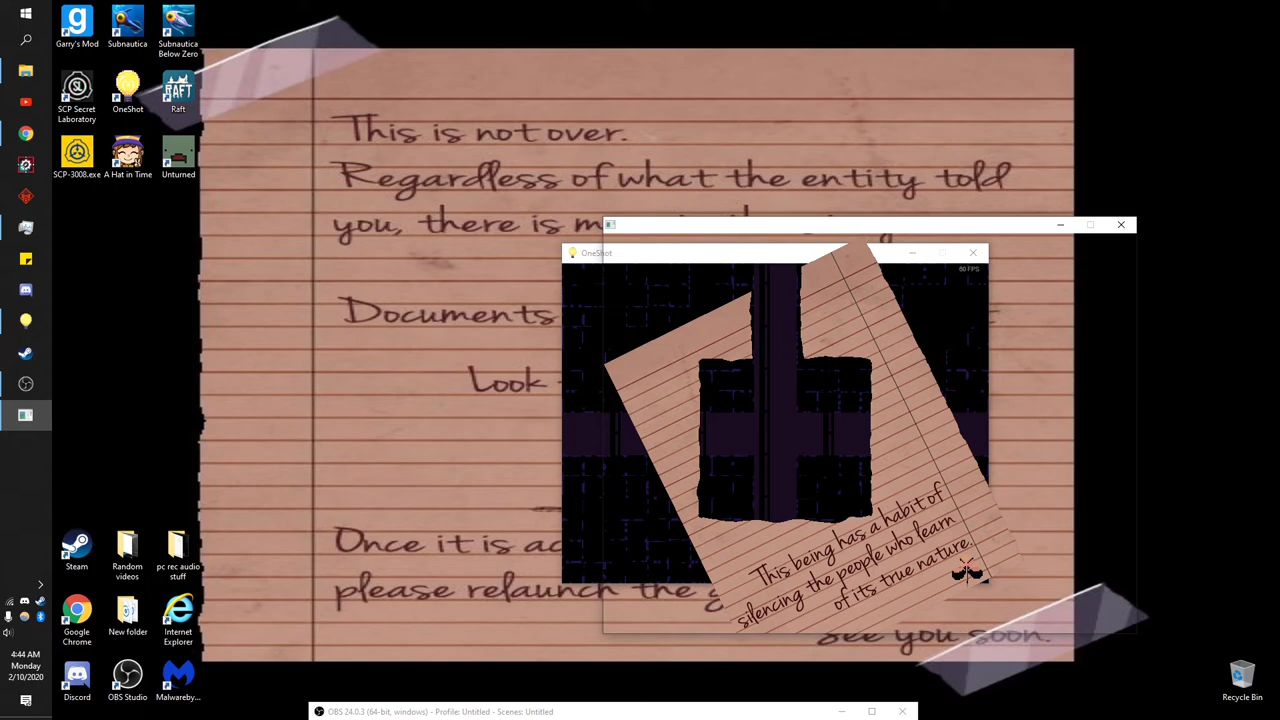 Garry's Mod
Subnautica
Subnautica
Below Zero
SCP Secret
Laboratory
OneShot
Raft
SCP-3008.exe
A Hat in Time
Unturned
This is not over.
Regardless of what the entity told
you, there is
Documents
Look
Once it is
please relaunch the
See you soon.
OneShot
60 FPS
This being has a habit of
silencing the people who learn
of its true nature.
Steam
Random
videos
pc rec audio
stuff
Google
Chrome
New folder
Internet
Explorer
Discord
OBS Studio
Malwareby...
4:44 AM
Monday
2/10/2020
Recycle Bin
OBS 24.0.3 (64-bit, windows) - Profile: Untitled - Scenes: Untitled